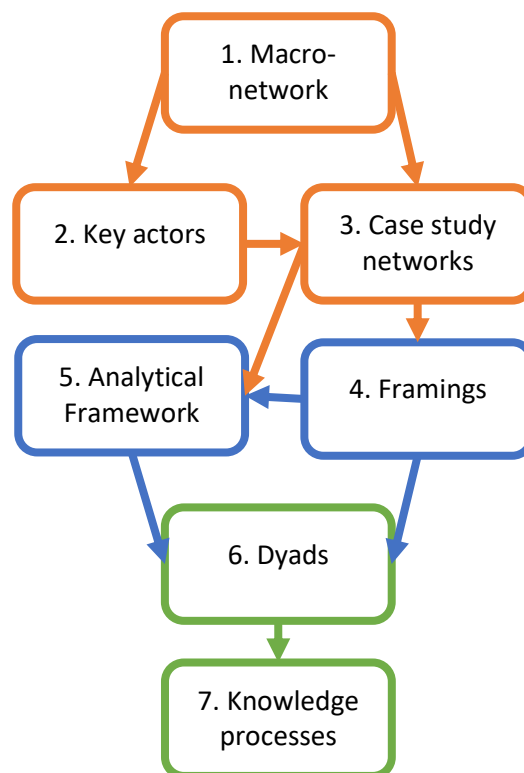 1. Macro-
network
2. Key actors
3. Case study
networks
5. Analytical
Framework
4. Framings
6. Dyads
7. Knowledge
processes